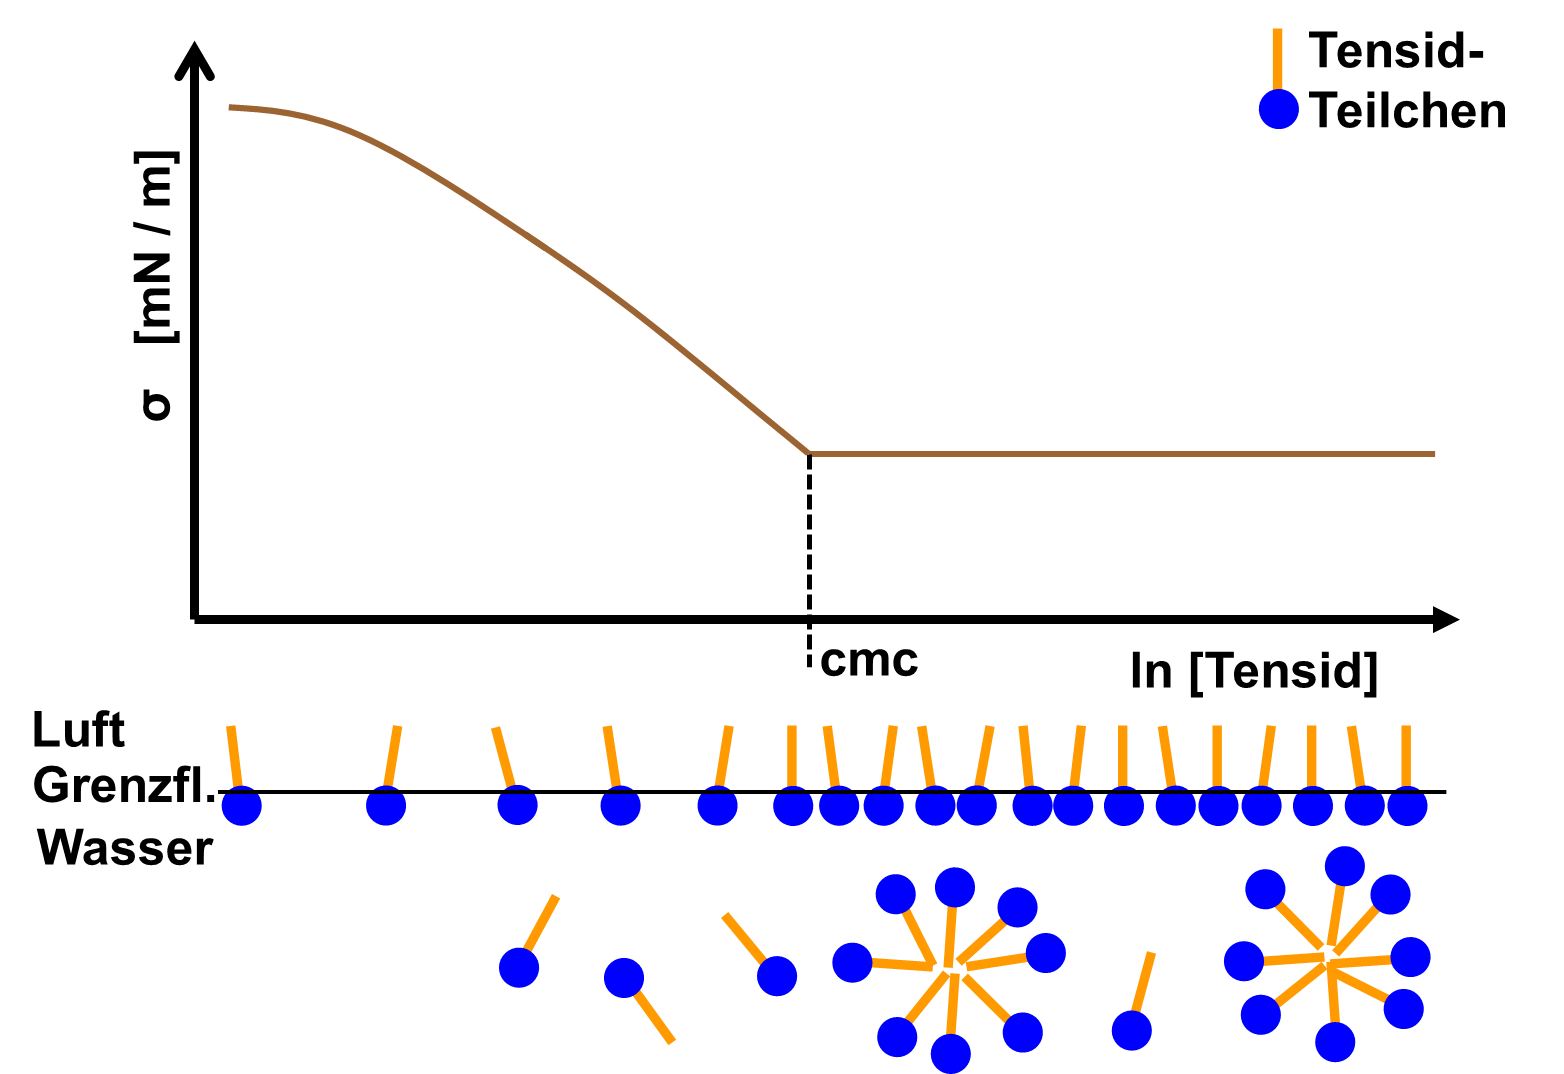 Tensid-
Teilchen
σ [mN / m]
cmc
ln [Tensid]
Luft
Grenzfl.
Wasser